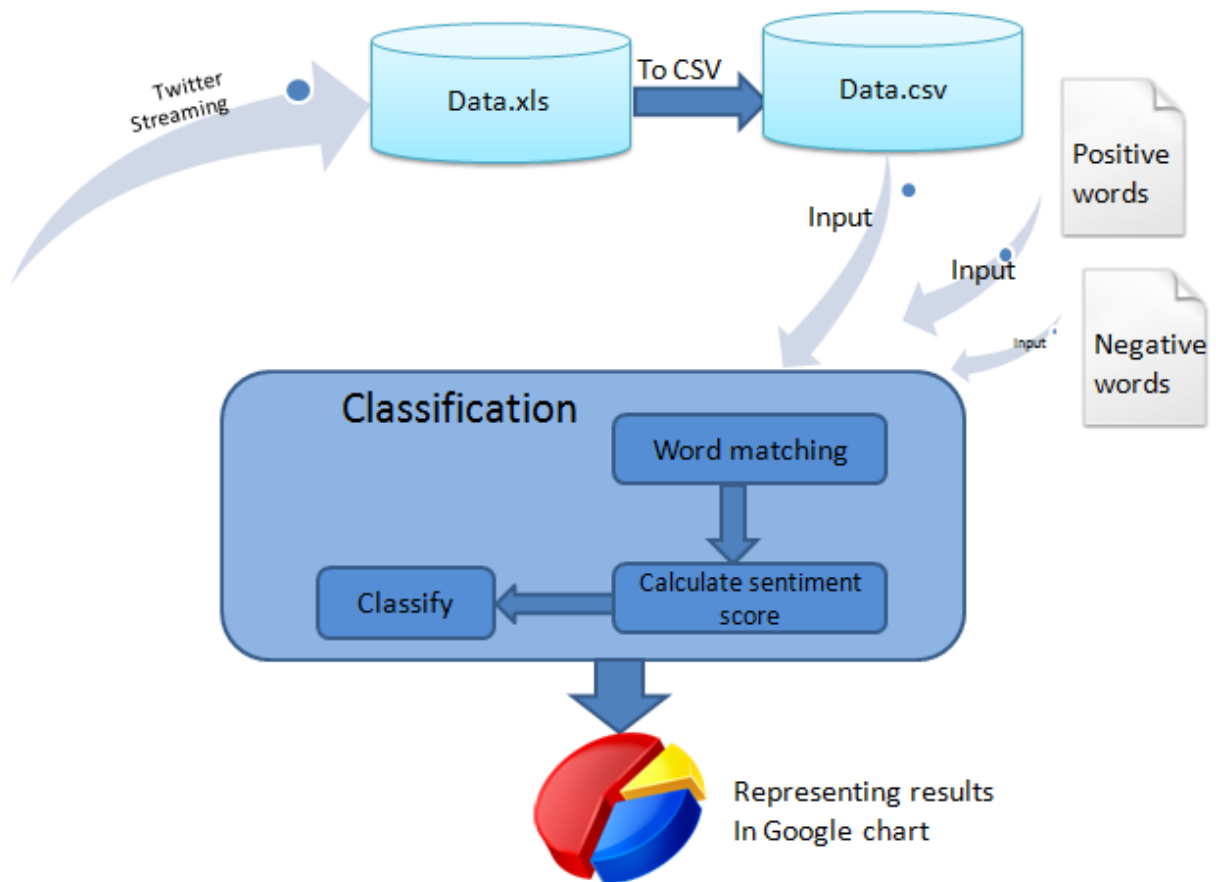 Twitter
Streaming
Data.xls
To CSV
Data.csv
Positive
words
Input
Input
Input
Negative
words
Classification
Word matching
Calculate sentiment
score
Classify
Representing results
In Google chart